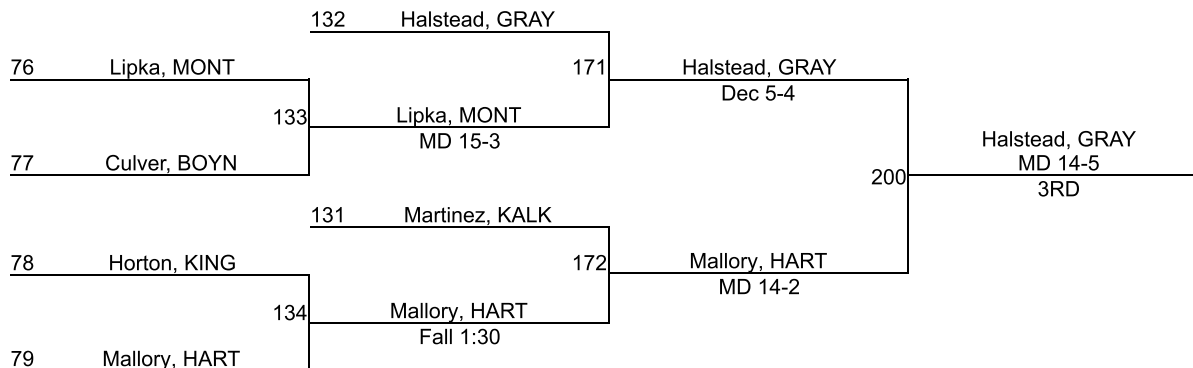 132 Halstead, GRAY
76 Lipka, MONT
171
Halstead, GRAY
Dec 5-4
133
Lipka, MONT
MD 15-3
Halstead, GRAY
MD 14-5
3RD
77 Culver, BOYN
200
131 Martinez, KALK
78 Horton, KING
172
Mallory, HART
MD 14-2
134
Mallory, HART
Fall 1:30
79 Mallory, HART